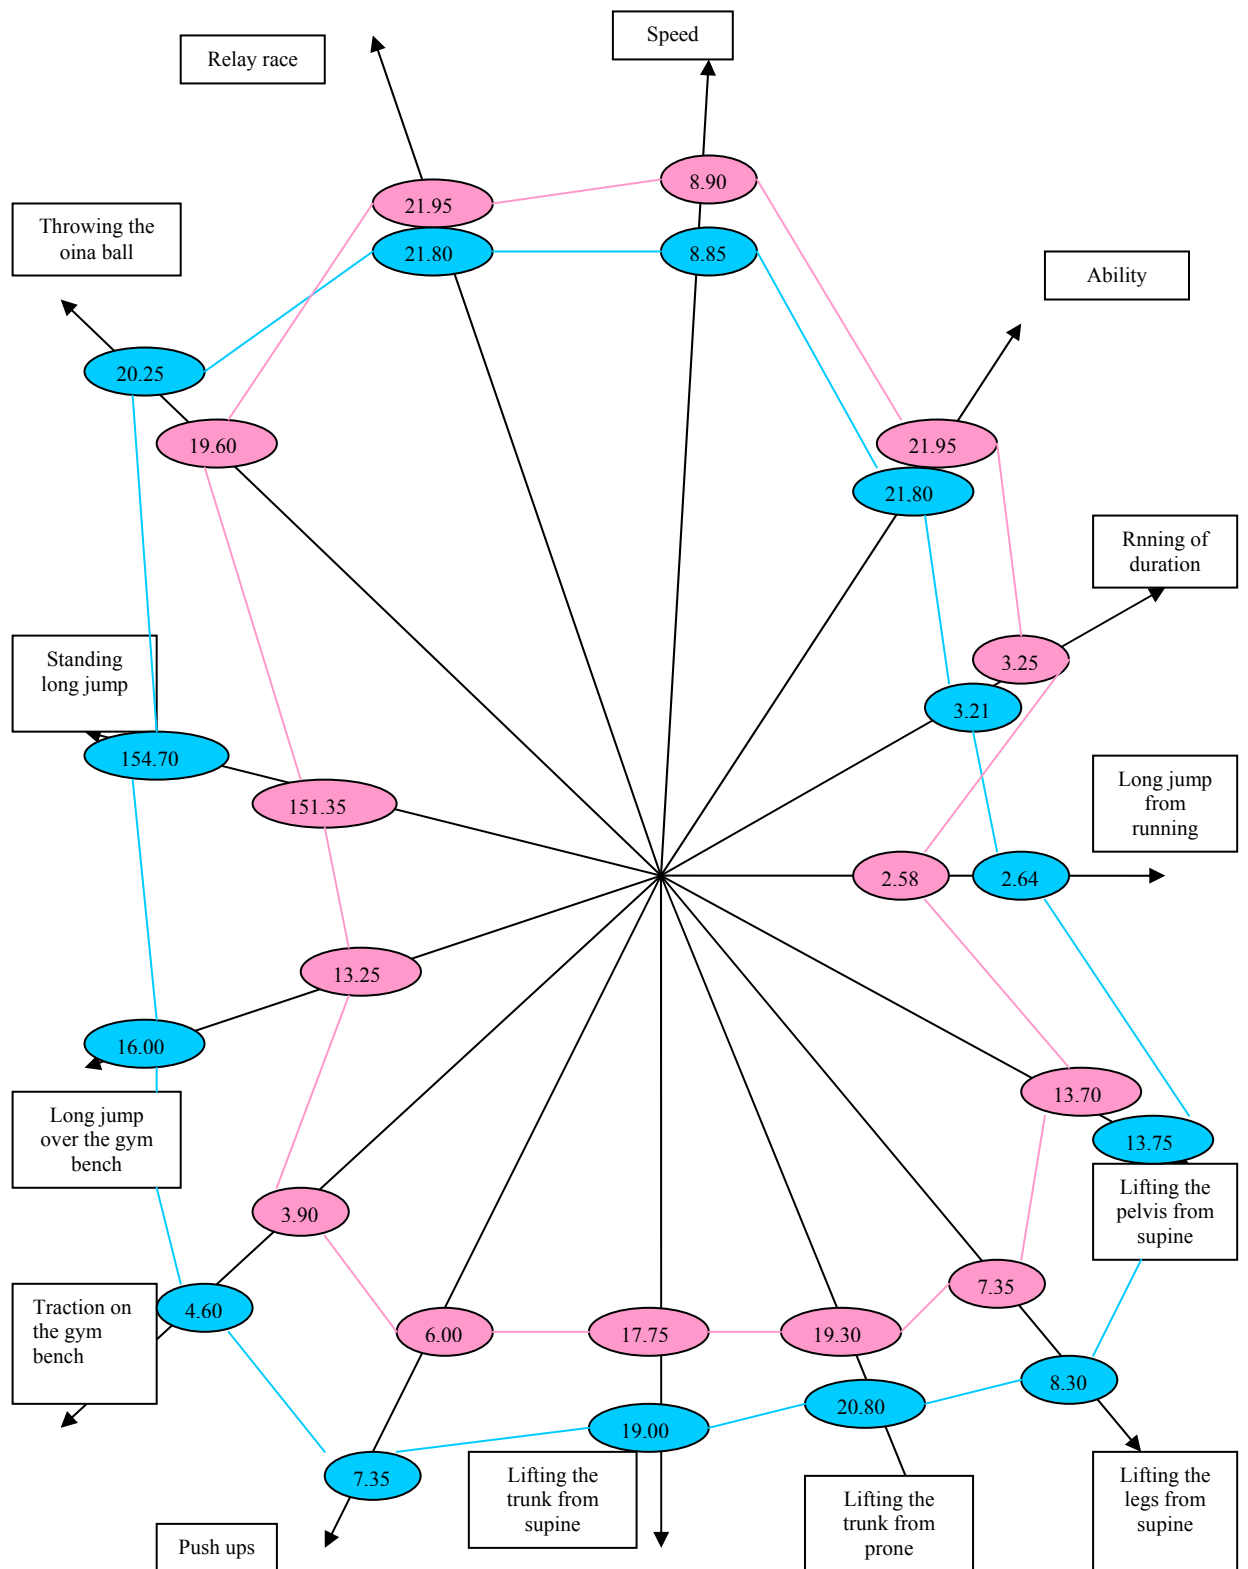 Speed
Relay race
8.90
21.95
Throwing the
oina ball
21.80
8.85
Ability
20.25
19.60
21.95
21.80
Rnning of
duration
Standing
long jump
3.25
3.21
154.70
151.35
Long jump
from
running
2.58
2.64
13.25
16.00
13.70
Long jump
over the gym
bench
13.75
Lifting the
pelvis from
supine
3.90
Traction on
the gym
bench
4.60
7.35
6.00
17.75
19.30
8.30
20.80
19.00
7.35
Lifting the
trunk from
supine
Lifting the
trunk from
prone
Lifting the
legs from
supine
Push ups